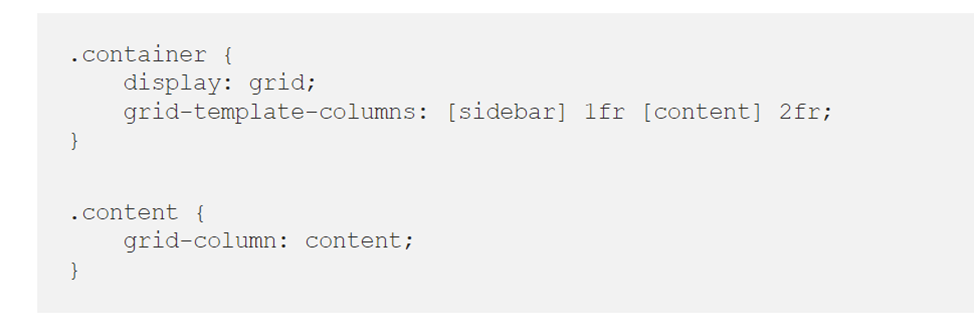 .container {
    display: grid;
    grid-template-columns: [sidebar] 1fr [content] 2fr;
}

.content {
    grid-column: content;
}